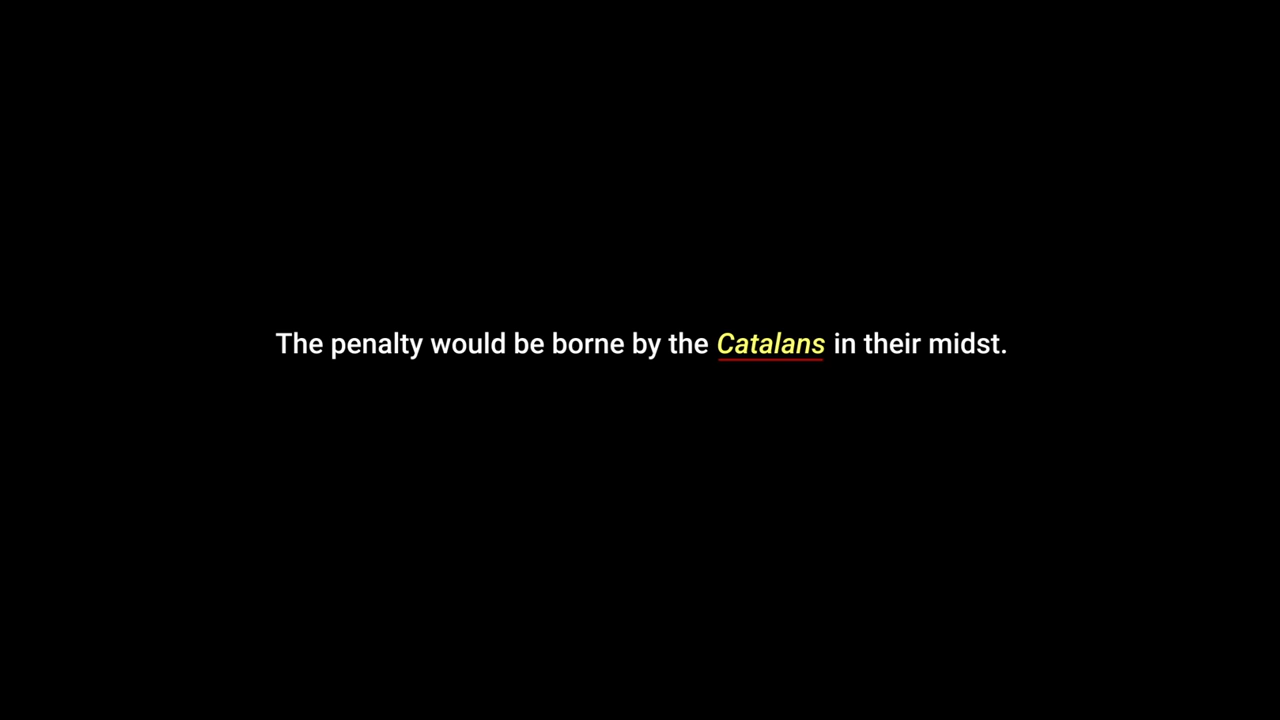 The penalty would be borne by the Catalans in their midst.